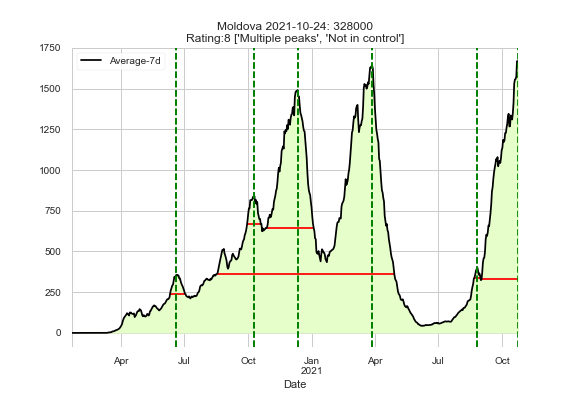 Moldova 2021-10-24: 328000
Rating:8 ['Multiple peaks', 'Not in control']
1750
Average-7d
1500
1250
1000
750
500
250
0
Apr Jul Oct Jan Apr Jul Oct
2021
Date